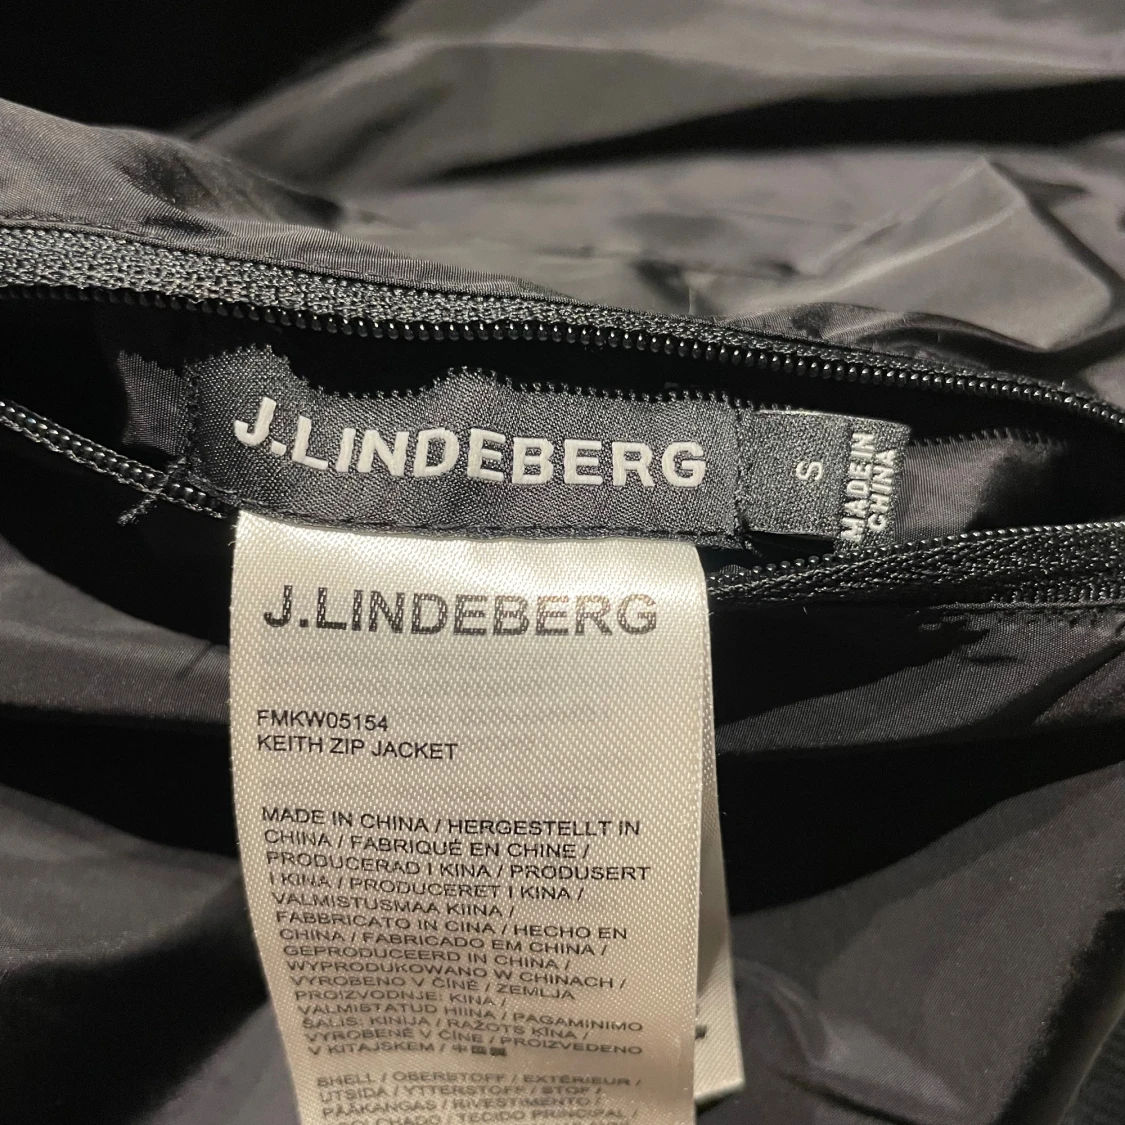 J.LINDEBERG
S
MADE IN
CHINA
J.LINDEBERG
FMKW05154
KEITH ZIP JACKET
MADE IN CHINA / HERGESTELLT IN
CHINA / FABRIQUÉ EN CHINE /
PRODUCERAD I KINA / PRODUSERT
I KINA / PRODUCERET I KINA /
VALMISTUSMAA KIINA /
FABBRICATO IN CINA / HECHO EN
CHINA / FABRICADO EM CHINA /
GEPRODUCEERD IN CHINA /
WYPRODUKOWANO W CHINACH /
VYROBENO V ČÍNĚ / ZEMLJA
PROIZVODNJE: KINA /
VALMISTATUD HIINA / PAGAMINIMO
ŠALIS: KINIJA / RAŽOTS ĶĪNA /
VYROBENÉ V ČÍNE / PROIZVEDENO
V KITAJSKEM /
SHELL / OBERSTOFF / EXTÉRIEUR /
UTSIDA / YTTERSTOFF / STOF /
PÄÄKANGAS / RIVESTIMENTO /
TECIDO PRINCIPAL /